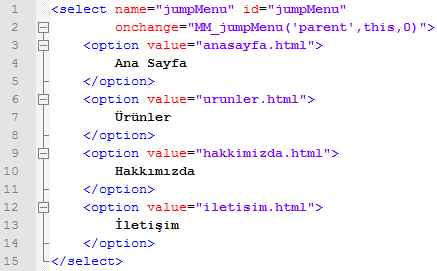 1 <select name="jumpMenu" id="jumpMenu"
2 onchange="MM_jumpMenu('parent',this,0)">
3 <option value="anasayfa.html">
4 Ana Sayfa
5 </option>
6 <option value="urunler.html">
7 Ürünler
8 </option>
9 <option value="hakkimizda.html">
10 Hakkımızda
11 </option>
12 <option value="iletisim.html">
13 İletişim
14 </option>
15 </select>